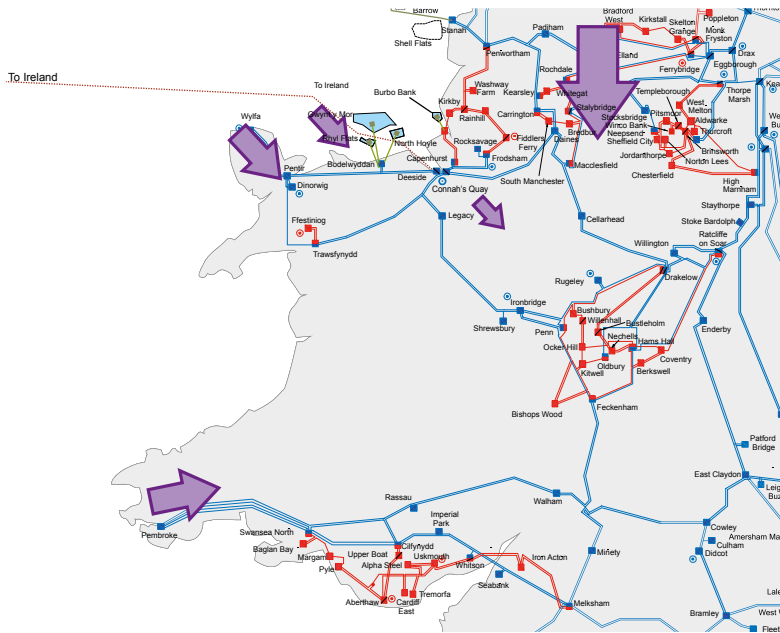 Barrow
Stanah
Shell Flats
Penwortham
Padiham
Bradford
West
Kirkstall
Skelton
Grange
Poppleton
Monk
Fryston
Drax
Eggborough
Elland
Ferrybridge
Rochdale
Thorpe
Marsh
To Ireland
To Ireland
Burbo Bank
Washway
Farm
Kearsley
Whitegate
Templeborough
West
Melton
Kirkby
Rainhill
Carrington
Stalybridge
Stocksbridge
Pitsmoor
Aldwarke
Wylfa
Gwynt y Mor
Rhyl Flats
North Hoyle
Fiddlers
Ferry
Bredbury
Daines
Neepsend
Sheffield City
Thurcroft
Rocksavage
Frodsham
Brinsworth
Jordanthorpe
Norton Lees
Pentir
Bodelwyddan
Capenhurst
Macclesfield
Chesterfield
Deeside
Connah's Quay
South Manchester
High
Marnham
Dinorwig
Staythorpe
Ffestiniog
Legacy
Cellarhead
Stoke Bardolph
Ratcliffe
on Soar
Willington
Trawsfynydd
Drakelow
Rugeley
Ironbridge
Bushbury
Willenhall
Bustleholm
Shrewsbury
Penn
Nechells
Hams Hall
Enderby
Ocker Hill
Oldbury
Coventry
Kitwell
Berkswell
Bishops Wood
Feckenham
Patford
Bridge
East Claydon
Rassau
Walham
Imperial
Park
Pembroke
Swansea North
Cowley
Baglan Bay
Upper Boat
Cilfynydd
Culham
Didcot
Margam
Alpha Steel
Uskmouth
Whitson
Iron Acton
Minety
Pyle
Seabank
Tremorfa
Aberthaw
Cardiff
East
Melksham
Bramley